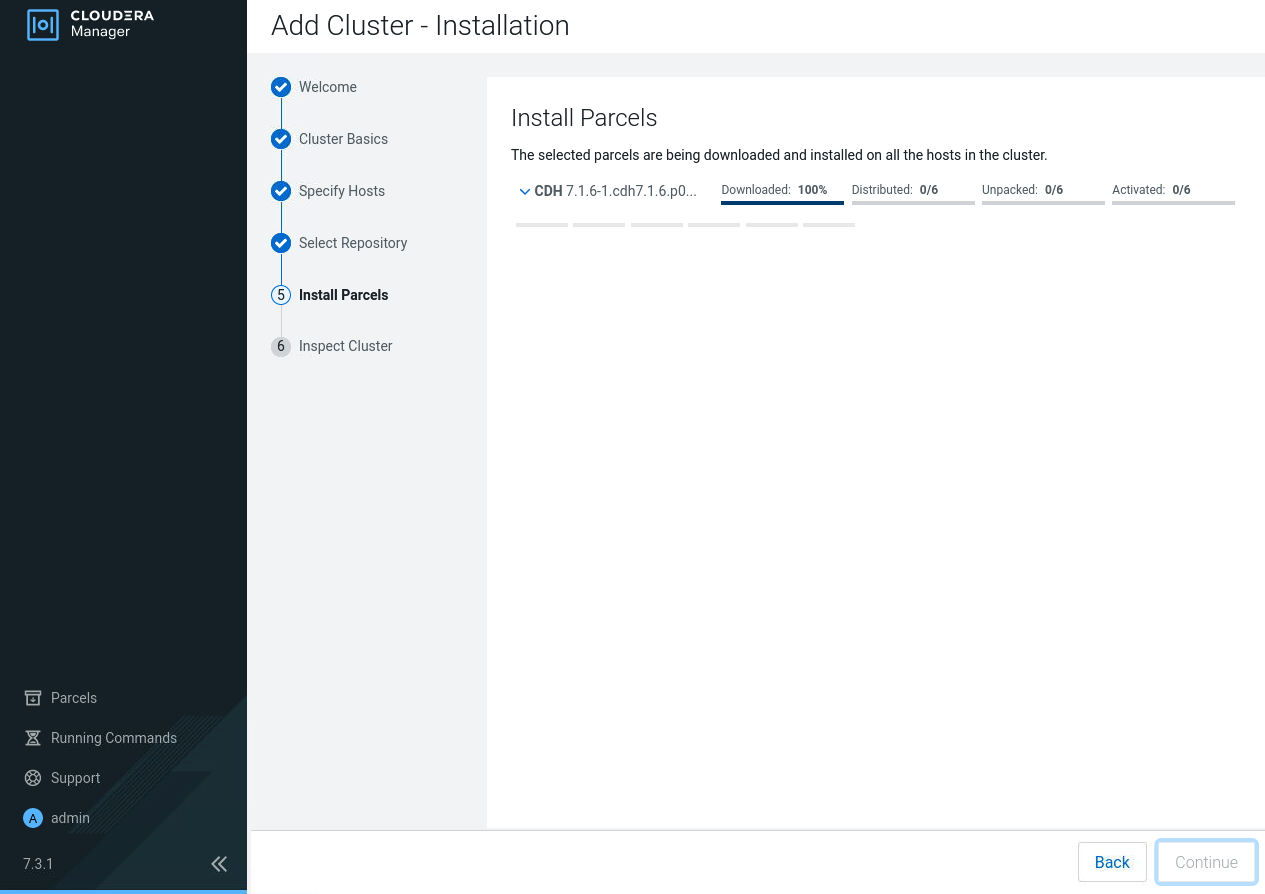 CLOUDERA
Manager
Add Cluster - Installation
Welcome
Cluster Basics
Specify Hosts
Select Repository
5 Install Parcels
6 Inspect Cluster
Install Parcels
The selected parcels are being downloaded and installed on all the hosts in the cluster.
CDH 7.1.6-1.cdh7.1.6.p0... Downloaded: 100% Distributed: 0/6 Unpacked: 0/6 Activated: 0/6
Parcels
Running Commands
Support
A admin
7.3.1
Back Continue